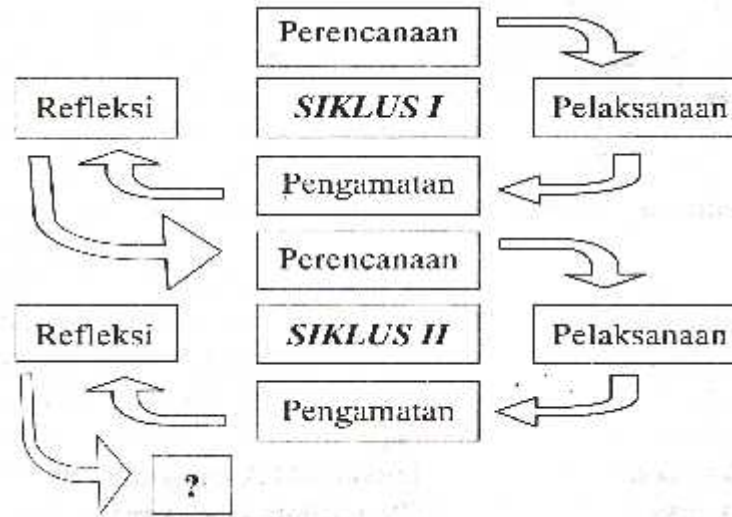 Perencanaan
Refleksi
SIKLUS I
Pelaksanaan
Pengamatan
Perencanaan
Refleksi
SIKLUS II
Pelaksanaan
Pengamatan
?